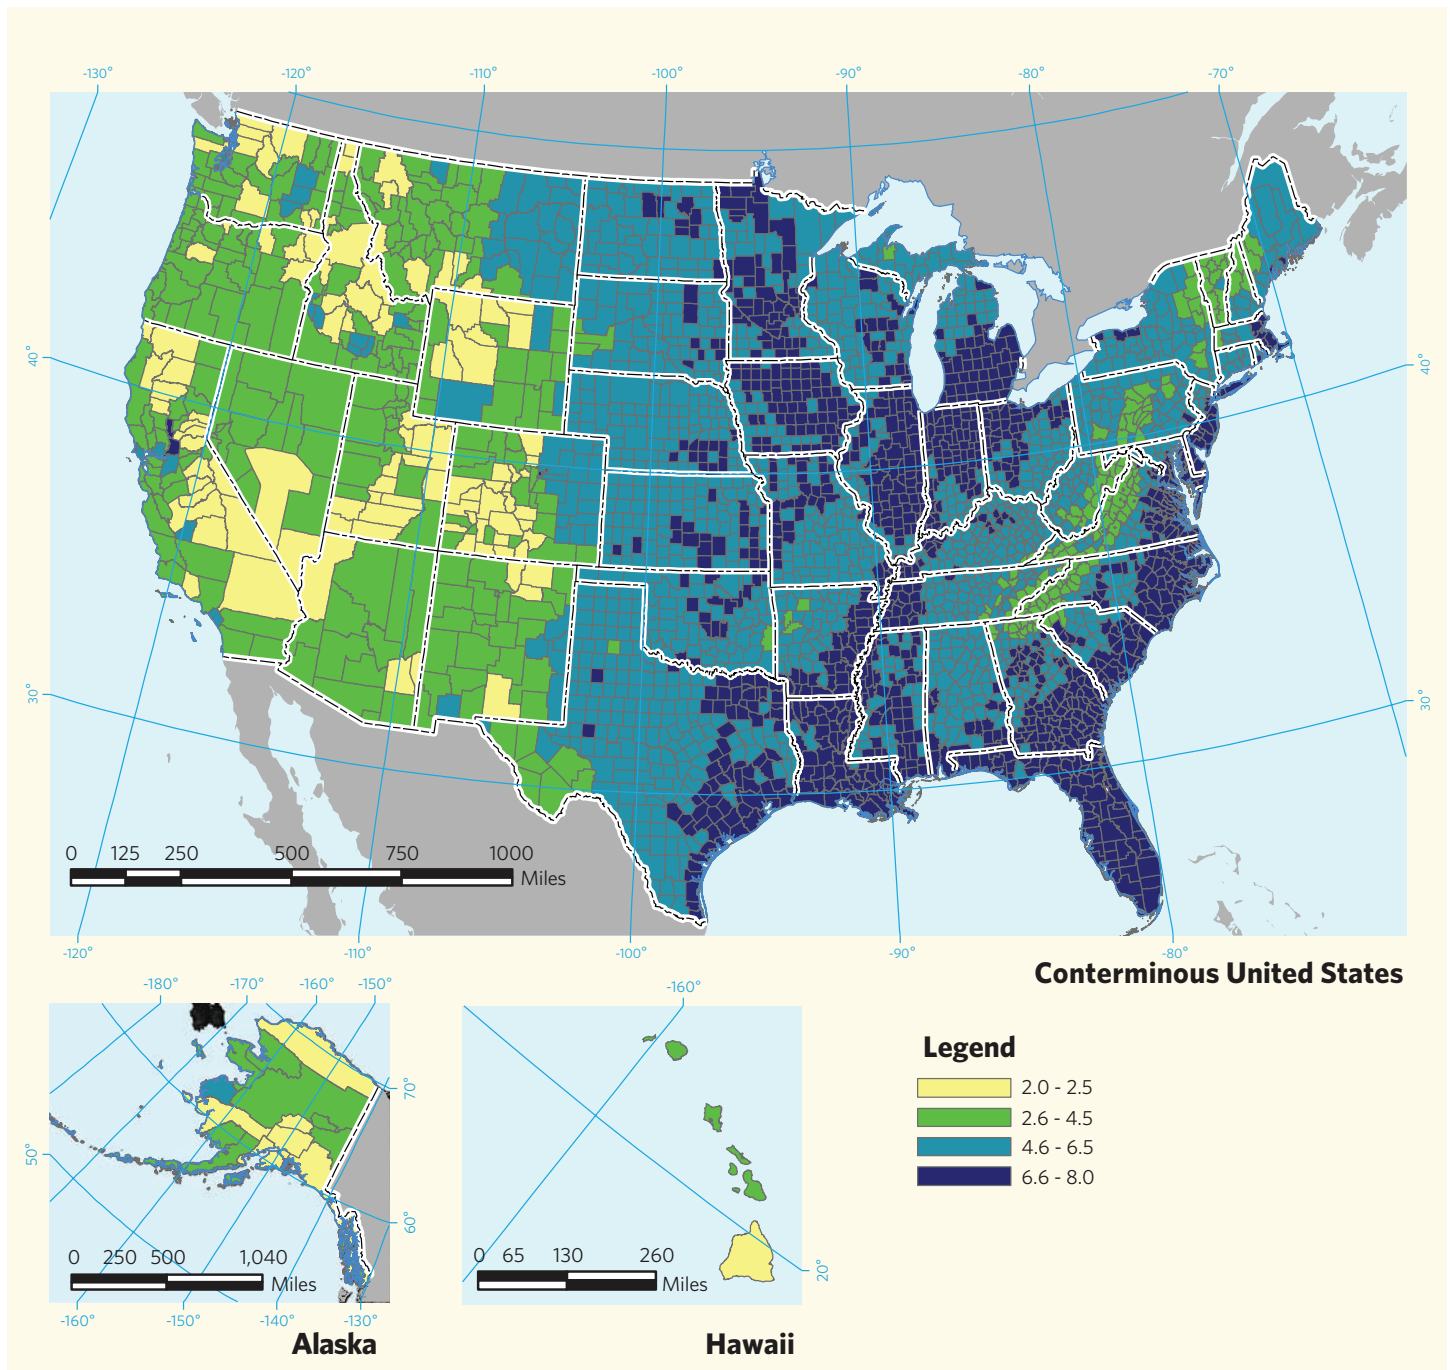 -130° -120° -110° -100° -90° -80° -70°
40° 40°
30° 30°
0 125 250 500 750 1000
Miles
-120° -110° -100° -90° -80°
Conterminous United States
-180° -170° -160° -150°
70°
50°
60°
0 250 500 1,040
Miles
-160° -150° -140° -130°
Alaska
-160°
20°
0 65 130 260
Miles
Hawaii
Legend
2.0 - 2.5
2.6 - 4.5
4.6 - 6.5
6.6 - 8.0